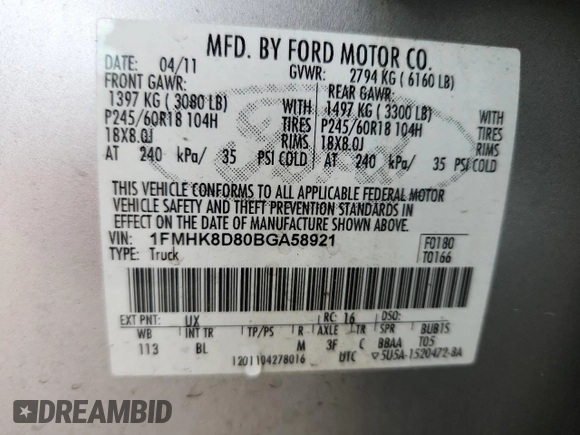 MFD. BY FORD MOTOR CO.
DATE: 04/11 GVWR: 2794 KG ( 6160 LB)
FRONT GAWR: REAR GAWR:
1397 KG ( 3080 LB) WITH 1497 KG ( 3300 LB) WITH
P245/60R18 104H TIRES P245/60R18 104H TIRES
18X8.0J RIMS 18X8.0J RIMS
AT 240 kPa/ 35 PSI COLD AT 240 kPa/ 35 PSI COLD
Ford
THIS VEHICLE CONFORMS TO ALL APPLICABLE FEDERAL MOTOR
VEHICLE SAFETY AND THEFT PREVENTION STANDARDS IN
EFFECT ON THE DATE OF MANUFACTURE SHOWN ABOVE.
VIN: 1FMHK8D80BGA58921 F0180
TYPE: Truck T0166
EXT PNT: UX RC: 16 DSO:
WB INT TR TP/PS R AXLE TR SPR BUB15
113 BL M 3F C BBAA T05
1201104278016 UTC ▽5U5A-1520472-BA
DREAMBID